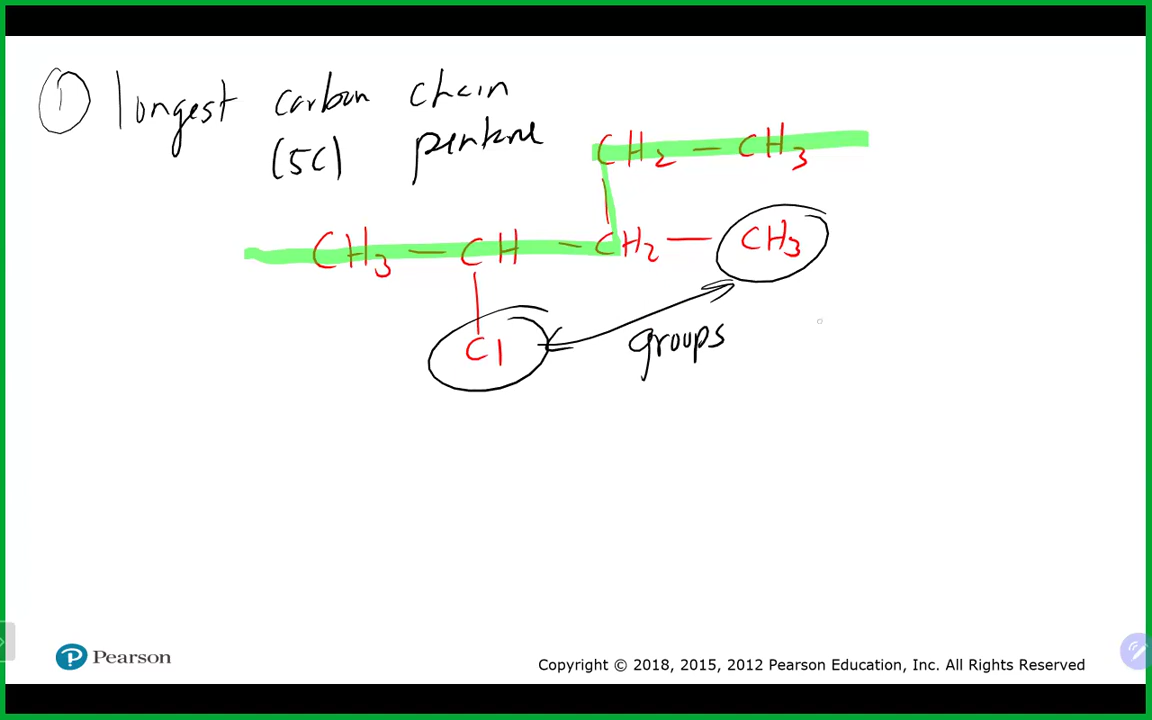 ① longest carbon chain
(5C) pentane
CH₂ — CH₃
CH₃ — CH — CH₂ — CH₃
Cl
groups
Pearson
Copyright © 2018, 2015, 2012 Pearson Education, Inc. All Rights Reserved